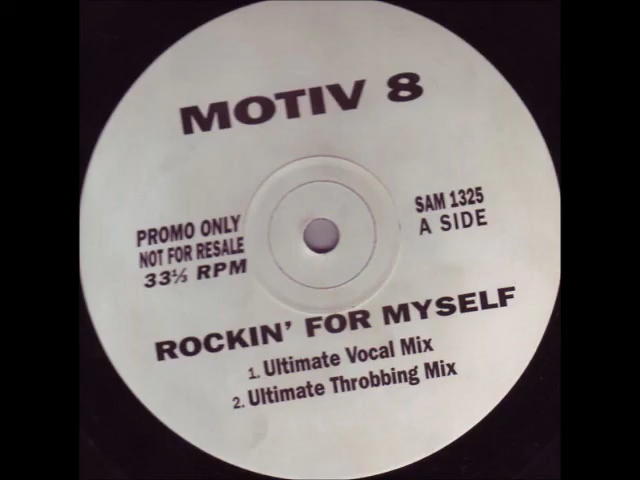 MOTIV 8
PROMO ONLY
NOT FOR RESALE
33⅓ RPM
SAM 1325
A SIDE
ROCKIN' FOR MYSELF
1. Ultimate Vocal Mix
2. Ultimate Throbbing Mix